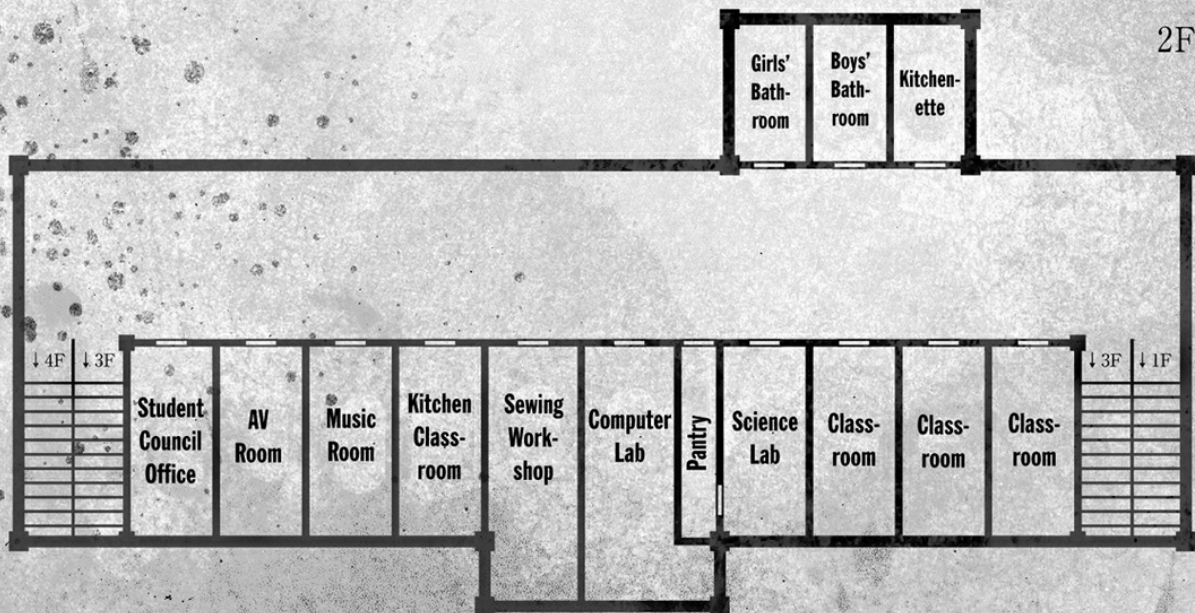 2F
Girls'
Bath-
room
Boys'
Bath-
room
Kitchen-
ette
↓4F
↓3F
Student
Council
Office
AV
Room
Music
Room
Kitchen
Class-
room
Sewing
Work-
shop
Computer
Lab
Pantry
Science
Lab
Class-
room
Class-
room
Class-
room
↓3F
↓1F